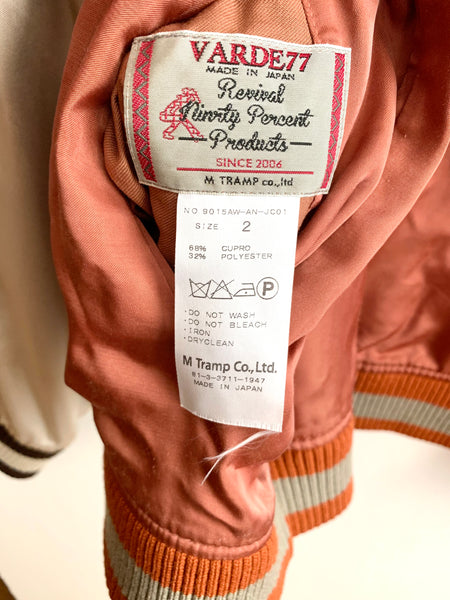 VARDE77
MADE IN JAPAN
Revival
Ninrty Percent
Products
SINCE 2006
M TRAMP co.,ltd
NO 9015AW-AN-JC01
SIZE 2
68% CUPRO
32% POLYESTER
P
・DO NOT WASH
・DO NOT BLEACH
・IRON
・DRYCLEAN
M Tramp Co., Ltd.
81-3-3711-1947
MADE IN JAPAN